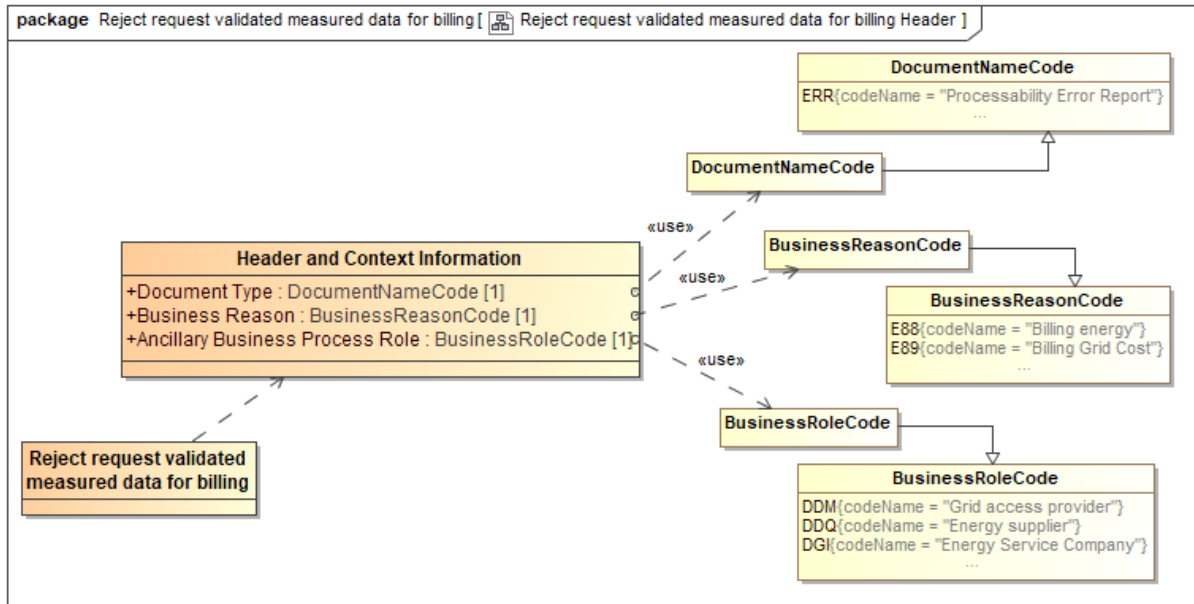 package Reject request validated measured data for billing [ Reject request validated measured data for billing Header ]
DocumentNameCode
ERR{codeName = "Processability Error Report"}
...
DocumentNameCode
«use»
BusinessReasonCode
«use»
Header and Context Information
+Document Type : DocumentNameCode [1]
+Business Reason : BusinessReasonCode [1]
+Ancillary Business Process Role : BusinessRoleCode [1]
BusinessReasonCode
E88{codeName = "Billing energy"}
E89{codeName = "Billing Grid Cost"}
...
«use»
BusinessRoleCode
Reject request validated
measured data for billing
BusinessRoleCode
DDM{codeName = "Grid access provider"}
DDQ{codeName = "Energy supplier"}
DGI{codeName = "Energy Service Company"}
...